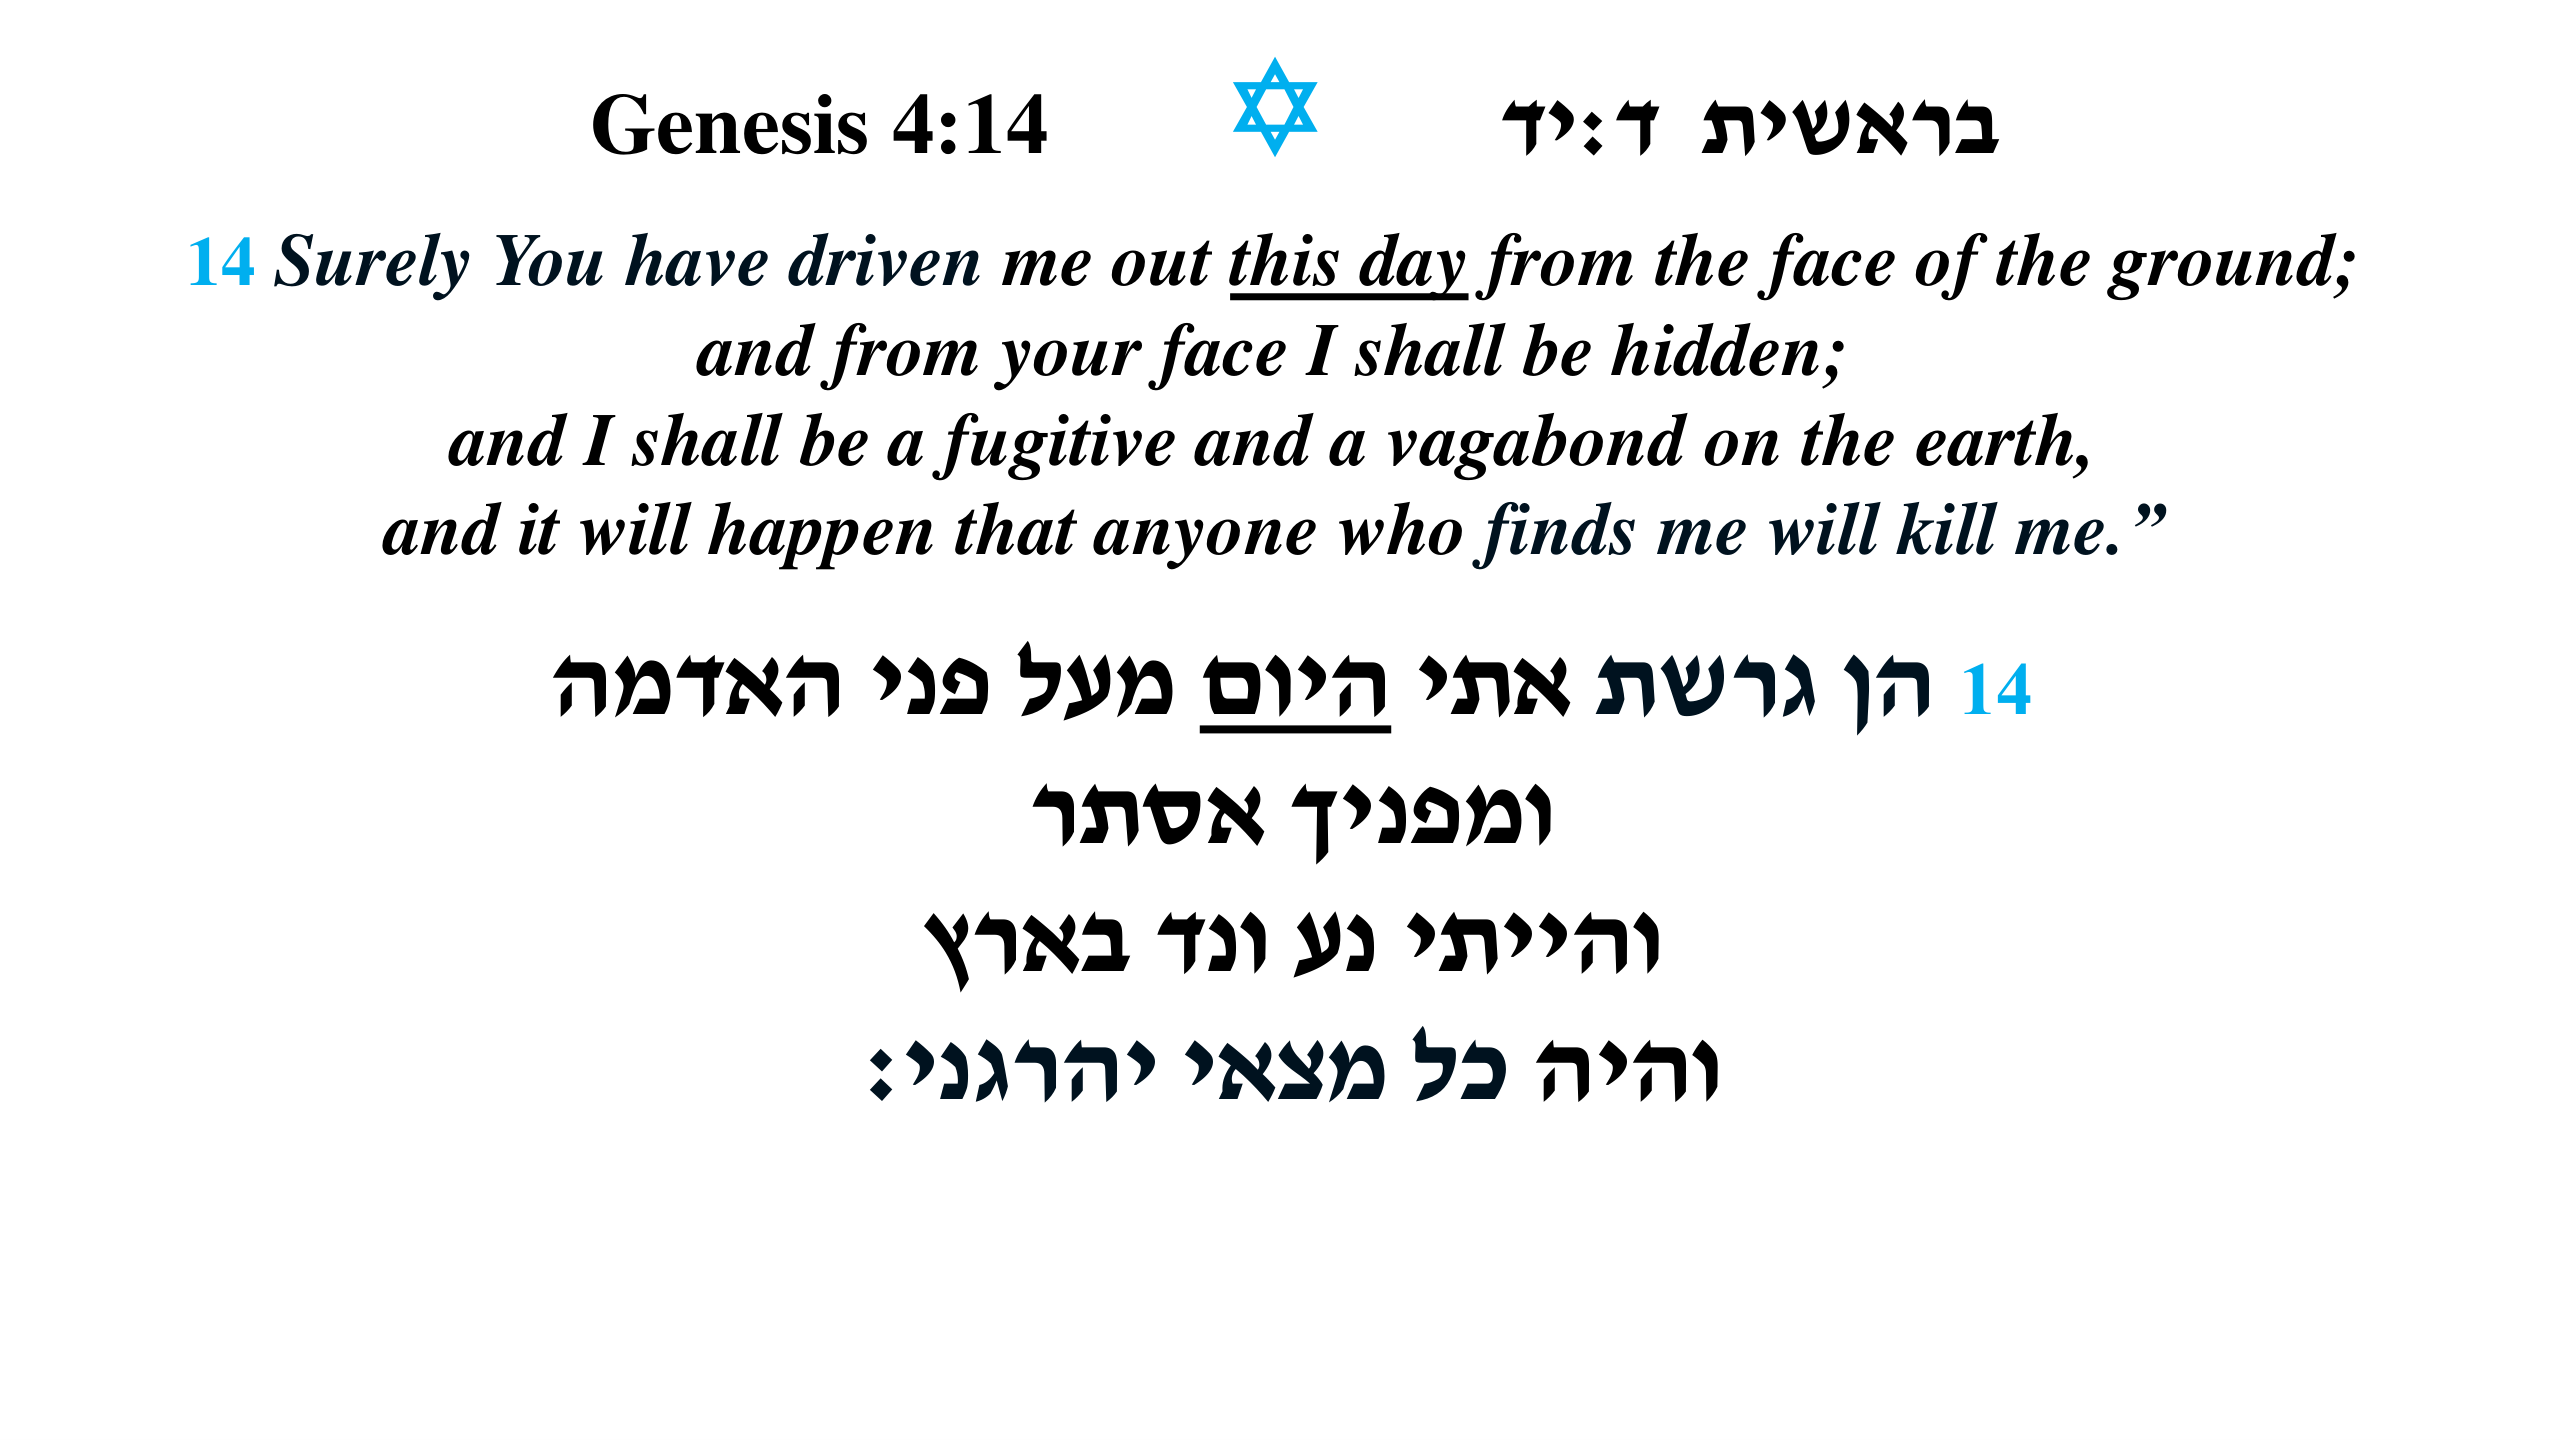 Genesis 4:14 ✡ בראשית ד:יד
14 Surely You have driven me out this day from the face of the ground;
and from your face I shall be hidden;
and I shall be a fugitive and a vagabond on the earth,
and it will happen that anyone who finds me will kill me.”
14 הן גרשת אתי היום מעל פני האדמה
ומפניך אסתר
והייתי נע ונד בארץ
והיה כל מצאי יהרגני: